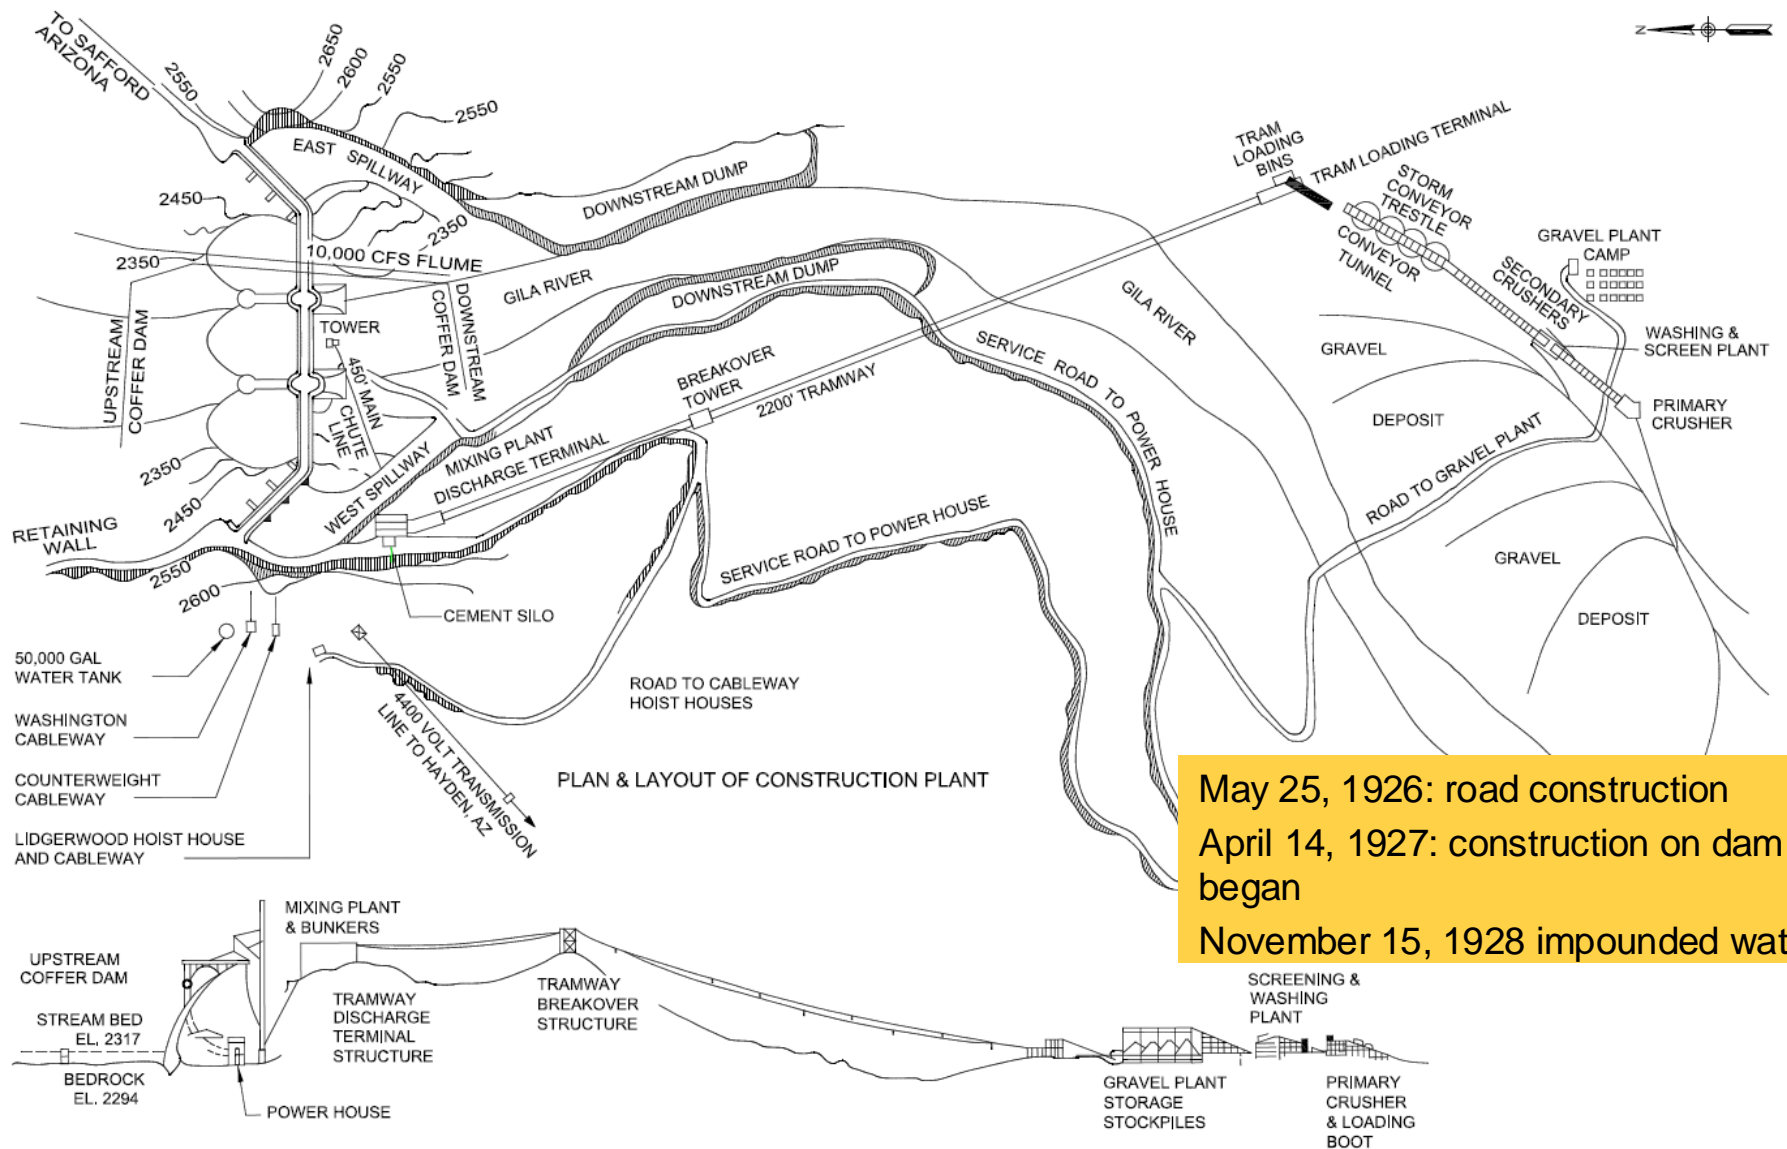 TO SAFFORD
ARIZONA
2550
2650
2600
2550
2550
N
EAST SPILLWAY
DOWNSTREAM DUMP
TRAM
LOADING
BINS
TRAM LOADING TERMINAL
STORM
CONVEYOR
TRESTLE
CONVEYOR
TUNNEL
GRAVEL PLANT
CAMP
SECONDARY
CRUSHERS
WASHING &
SCREEN PLANT
PRIMARY
CRUSHER
2450
2350
2350
10,000 CFS FLUME
GILA RIVER
DOWNSTREAM DUMP
GILA RIVER
UPSTREAM
COFFER DAM
DOWNSTREAM
COFFER DAM
TOWER
450' MAIN
CHUTE
LINE
BREAKOVER
TOWER
2200' TRAMWAY
SERVICE ROAD TO POWER HOUSE
GRAVEL
DEPOSIT
ROAD TO GRAVEL PLANT
2350
2450
WEST SPILLWAY
MIXING PLANT
DISCHARGE TERMINAL
RETAINING
WALL
2550
2600
SERVICE ROAD TO POWER HOUSE
GRAVEL
DEPOSIT
CEMENT SILO
50,000 GAL
WATER TANK
WASHINGTON
CABLEWAY
COUNTERWEIGHT
CABLEWAY
LIDGERWOOD HOIST HOUSE
AND CABLEWAY
4400 VOLT TRANSMISSION
LINE TO HAYDEN, AZ
ROAD TO CABLEWAY
HOIST HOUSES
PLAN & LAYOUT OF CONSTRUCTION PLANT
May 25, 1926: road construction
April 14, 1927: construction on dam
began
November 15, 1928 impounded wat
MIXING PLANT
& BUNKERS
UPSTREAM
COFFER DAM
STREAM BED
EL. 2317
BEDROCK
EL. 2294
POWER HOUSE
TRAMWAY
DISCHARGE
TERMINAL
STRUCTURE
TRAMWAY
BREAKOVER
STRUCTURE
SCREENING &
WASHING
PLANT
GRAVEL PLANT
STORAGE
STOCKPILES
PRIMARY
CRUSHER
& LOADING
BOOT